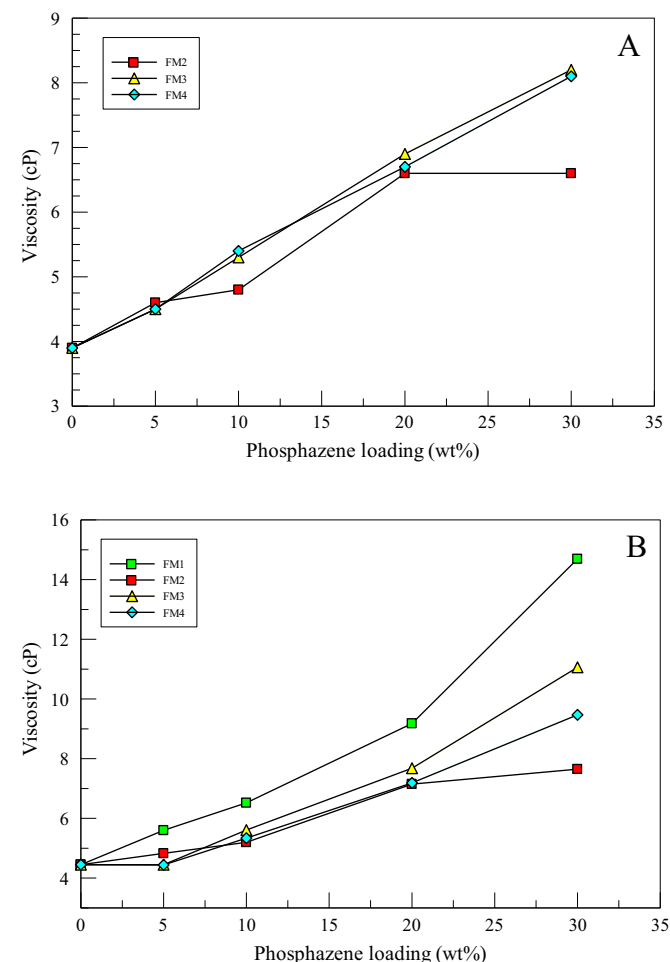 9
A
FM2
FM3
FM4
8
7
6
5
4
3
Viscosity (cP)
0 5 10 15 20 25 30 35
Phosphazene loading (wt%)
16
B
FM1
FM2
FM3
FM4
14
12
10
8
6
4
Viscosity (cP)
0 5 10 15 20 25 30 35
Phosphazene loading (wt%)